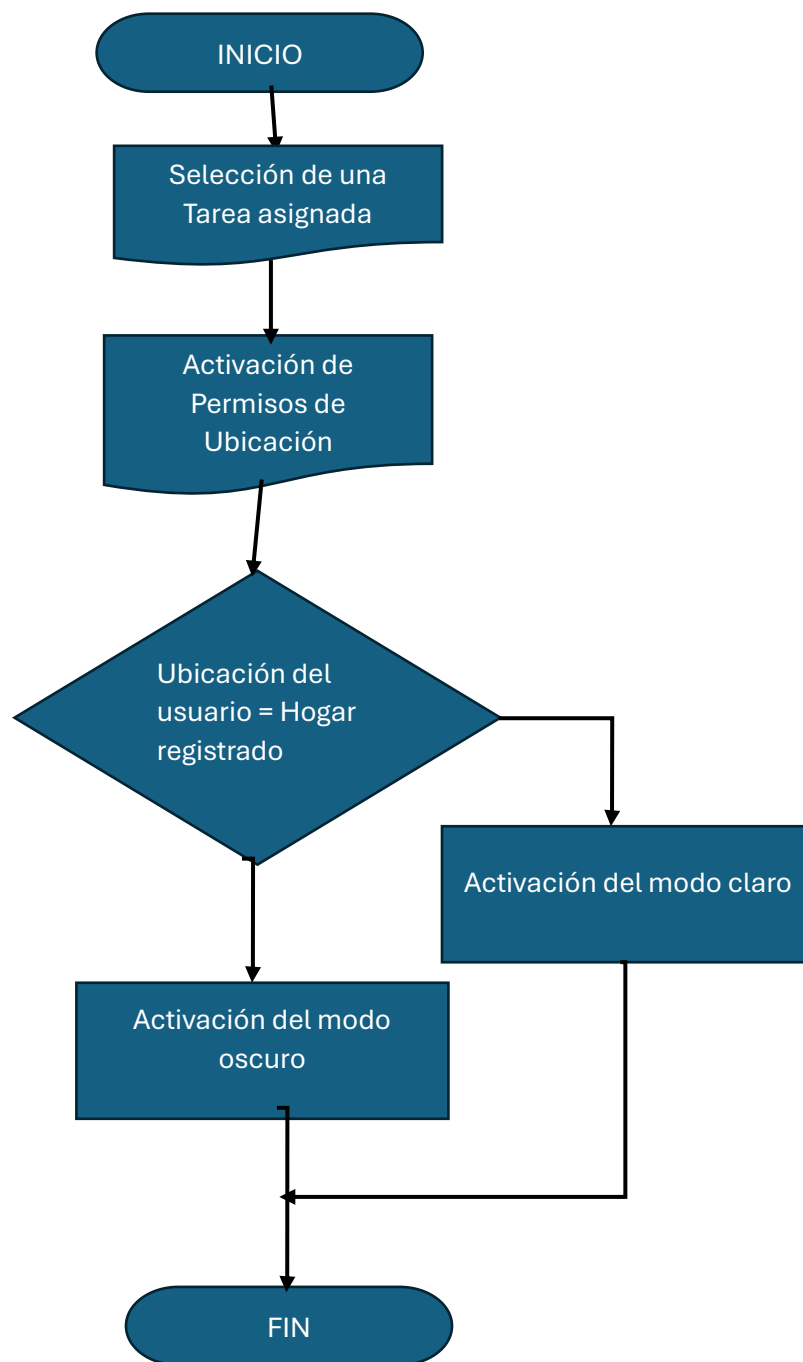 INICIO
Selección de una
Tarea asignada
Activación de
Permisos de
Ubicación
Ubicación del
usuario = Hogar
registrado
Activación del modo claro
Activación del modo
oscuro
FIN